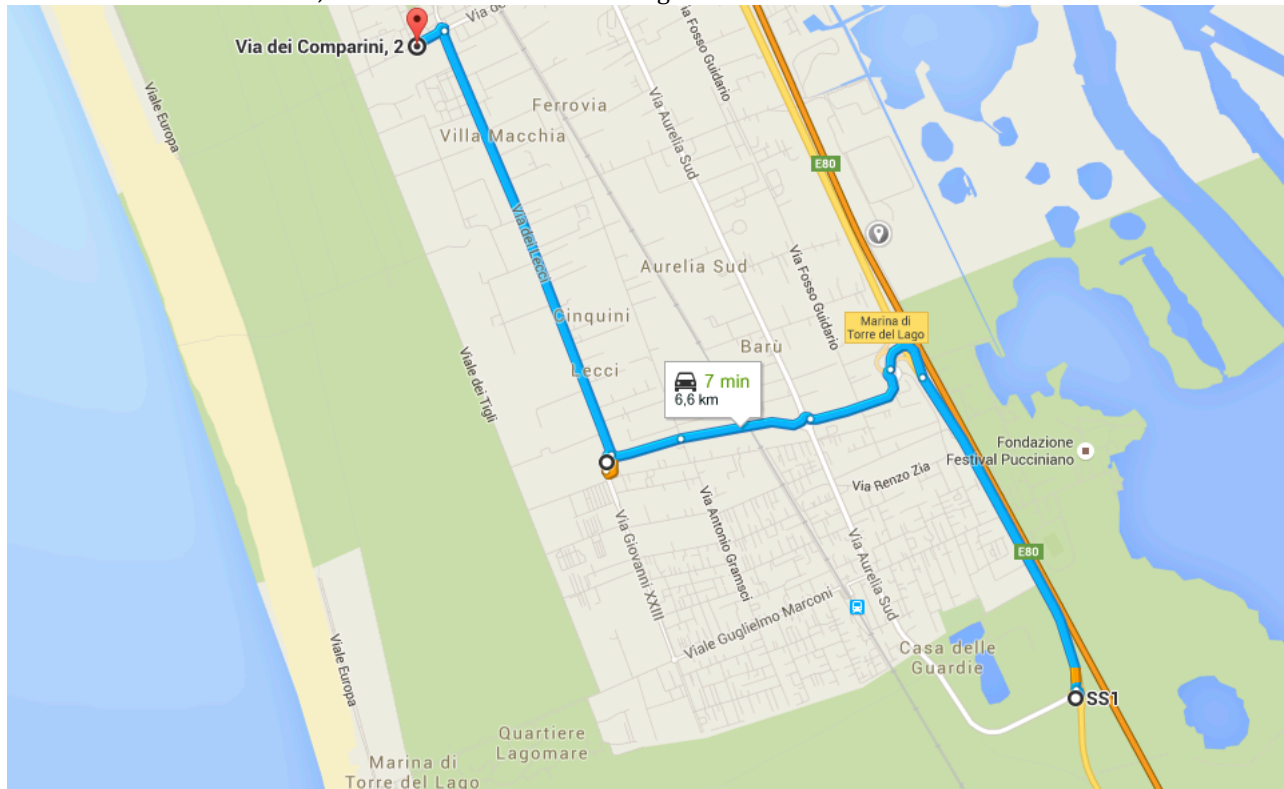 Via de
Via dei Comparini, 2
Viale Europa
Via Fosso Guidario
Ferrovia
Via Aurelia Sud
Villa Macchia
E80
Via dei Lecci
Aurelia Sud
Via Fosso Guidario
Cinquini
Marina di
Torre del Lago
Barù
Viale dei Tigli
Lecci
7 min
6,6 km
Fondazione
Festival Pucciniano
Via Renzo Zia
Via Antonio Gramsci
Via Giovanni XXIII
Via Aurelia Sud
E80
Viale Guglielmo Marconi
Viale Europa
Casa delle
Guardie
SS1
Quartiere
Lagomare
Marina di
Torre del Lago